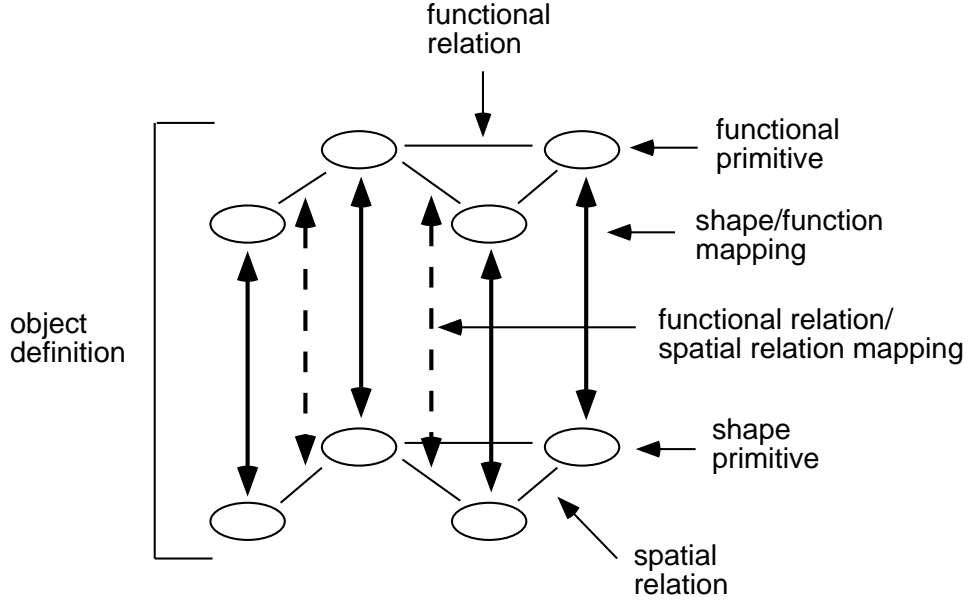 functional
relation
functional
primitive
shape/function
mapping
object
definition
functional relation/
spatial relation mapping
shape
primitive
spatial
relation